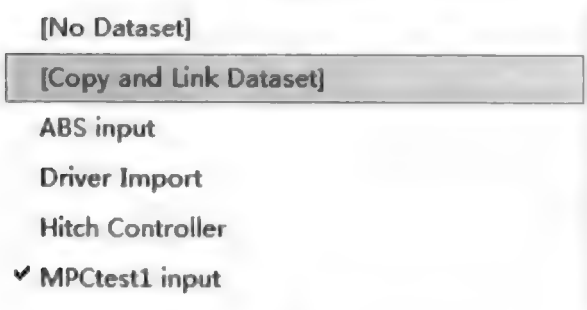 [No Dataset]
[Copy and Link Dataset]
ABS input
Driver Import
Hitch Controller
✔ MPCtest1 input